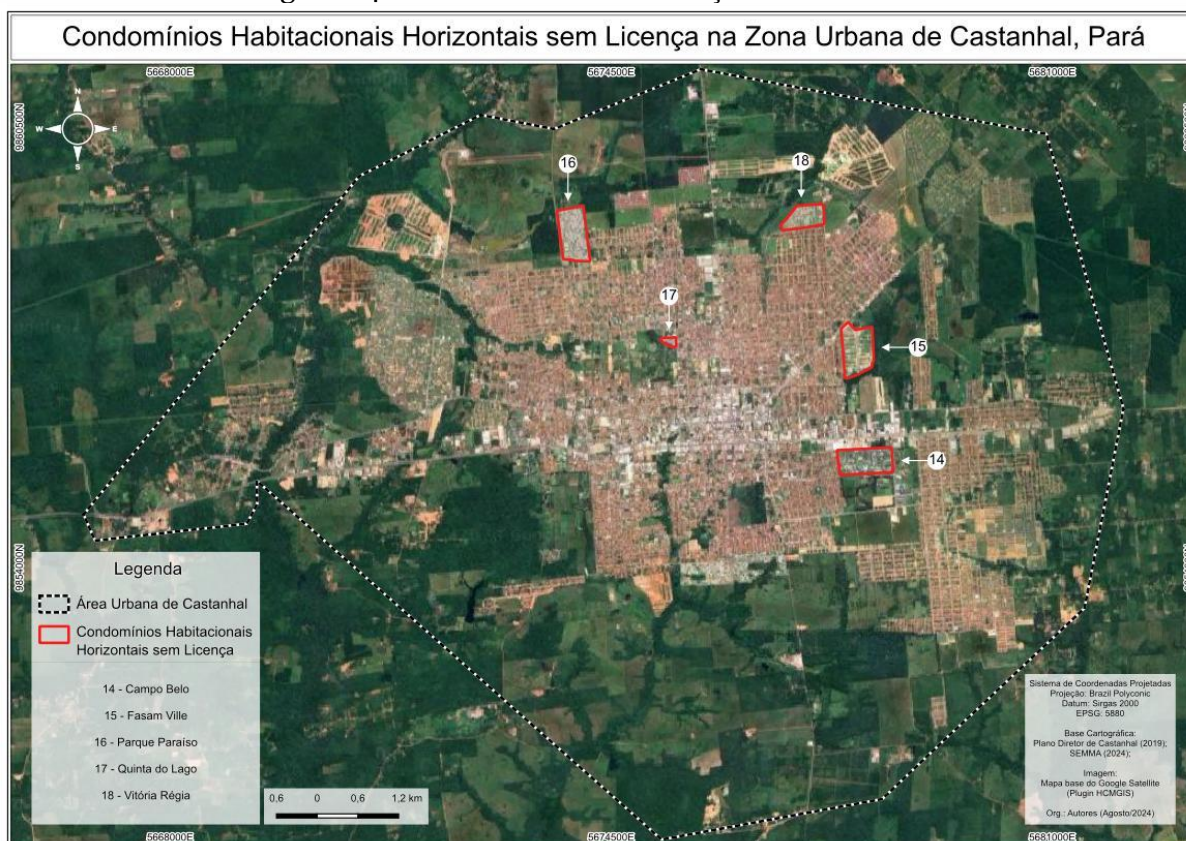 Condomínios Habitacionais Horizontais sem Licença na Zona Urbana de Castanhal, Pará
5668000E
5674500E
5681000E
9860500N
N
W
E
S
16
18
17
15
14
9854000N
Legenda
Área Urbana de Castanhal
Condomínios Habitacionais
Horizontais sem Licença
14 - Campo Belo
15 - Fasam Ville
16 - Parque Paraíso
17 - Quinta do Lago
18 - Vitória Régia
0,6 0 0,6 1,2 km
Sistema de Coordenadas Projetadas
Projeção: Brazil Polyconic
Datum: Sirgas 2000
EPSG: 5880
Base Cartográfica:
Plano Diretor de Castanhal (2019);
SEMMA (2024);
Imagem:
Mapa base do Google Satellite
(Plugin HCMGIS)
Org.: Autores (Agosto/2024)
5668000E
5674500E
5681000E